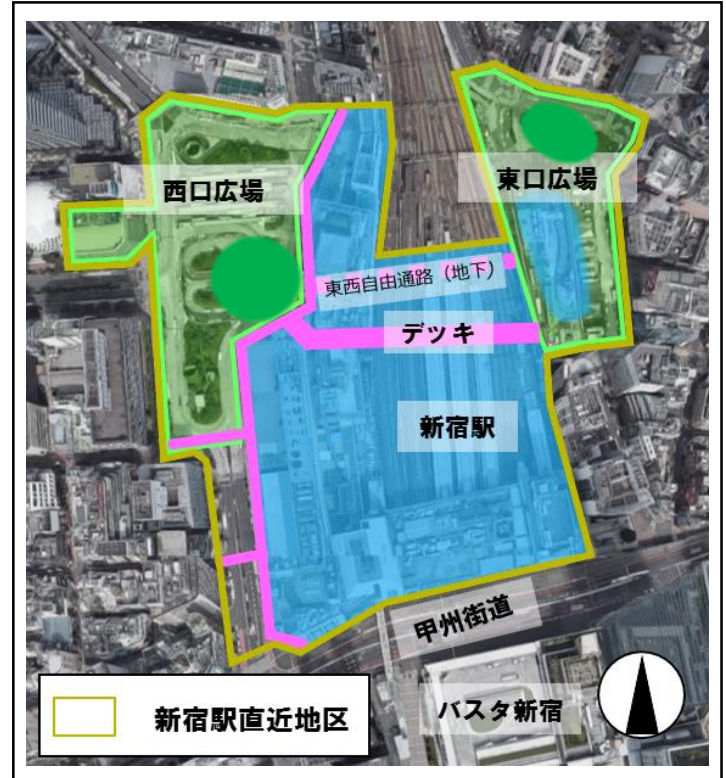 西口広場
東口広場
東西自由通路（地下）
デッキ
新宿駅
甲州街道
バスタ新宿
新宿駅直近地区